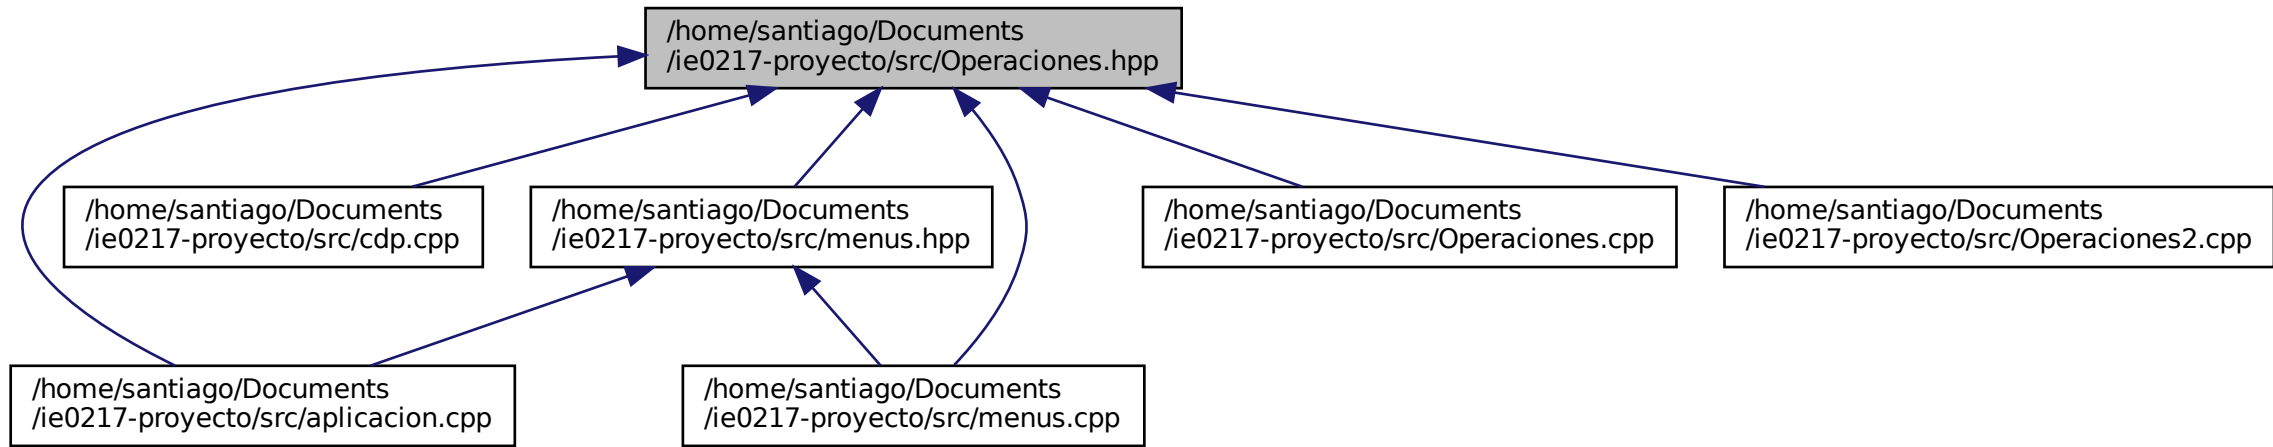 /home/santiago/Documents
/ie0217-proyecto/src/Operaciones.hpp
/home/santiago/Documents
/ie0217-proyecto/src/cdp.cpp
/home/santiago/Documents
/ie0217-proyecto/src/menus.hpp
/home/santiago/Documents
/ie0217-proyecto/src/Operaciones.cpp
/home/santiago/Documents
/ie0217-proyecto/src/Operaciones2.cpp
/home/santiago/Documents
/ie0217-proyecto/src/aplicacion.cpp
/home/santiago/Documents
/ie0217-proyecto/src/menus.cpp